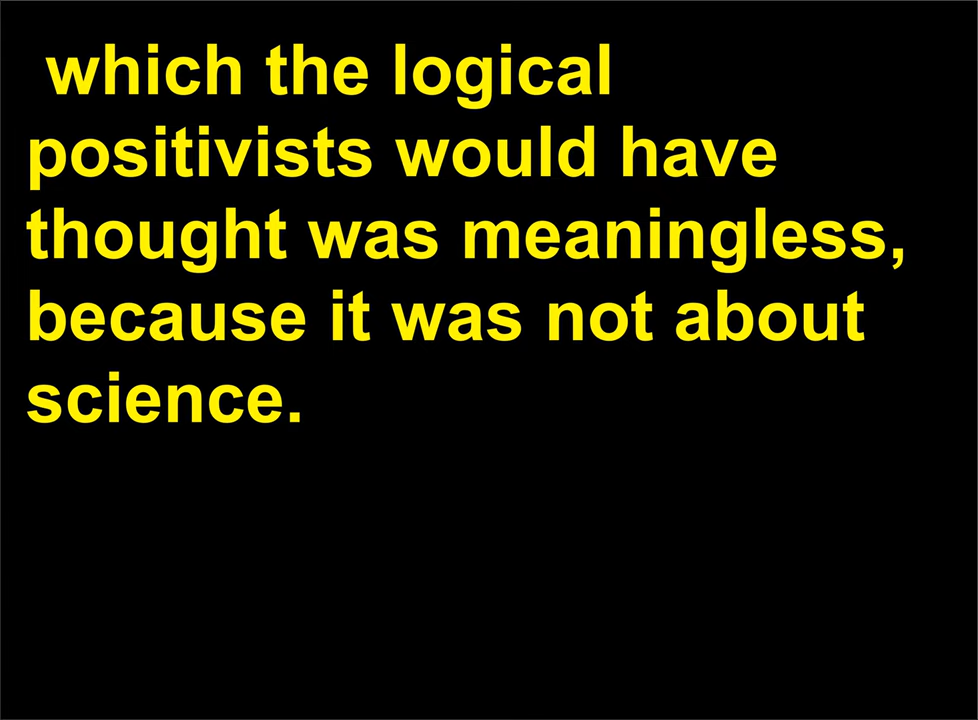 which the logical
positivists would have
thought was meaningless,
because it was not about
science.